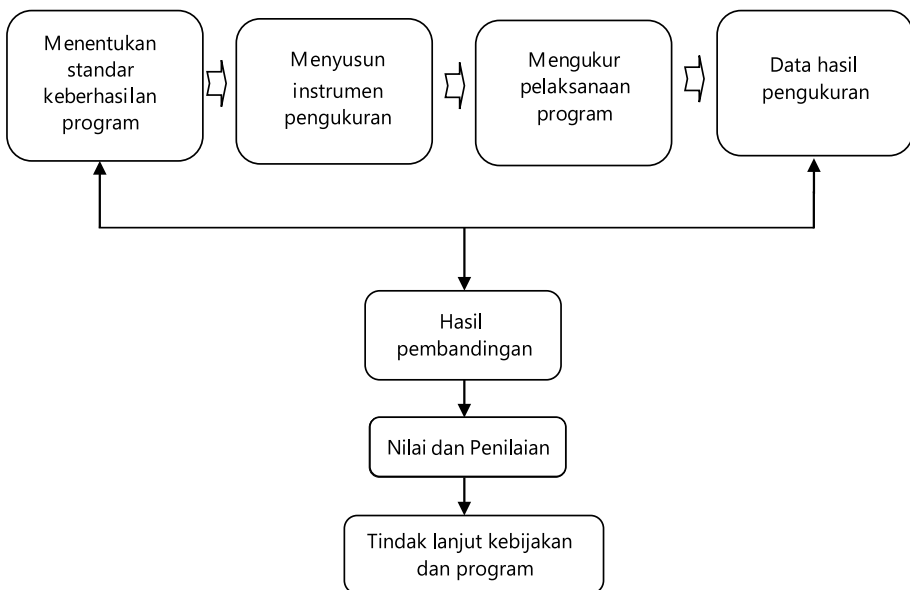 Menentukan
standar
keberhasilan
program
Menyusun
instrumen
pengukuran
Mengukur
pelaksanaan
program
Data hasil
pengukuran
Hasil
pembandingan
Nilai dan Penilaian
Tindak lanjut kebijakan
dan program